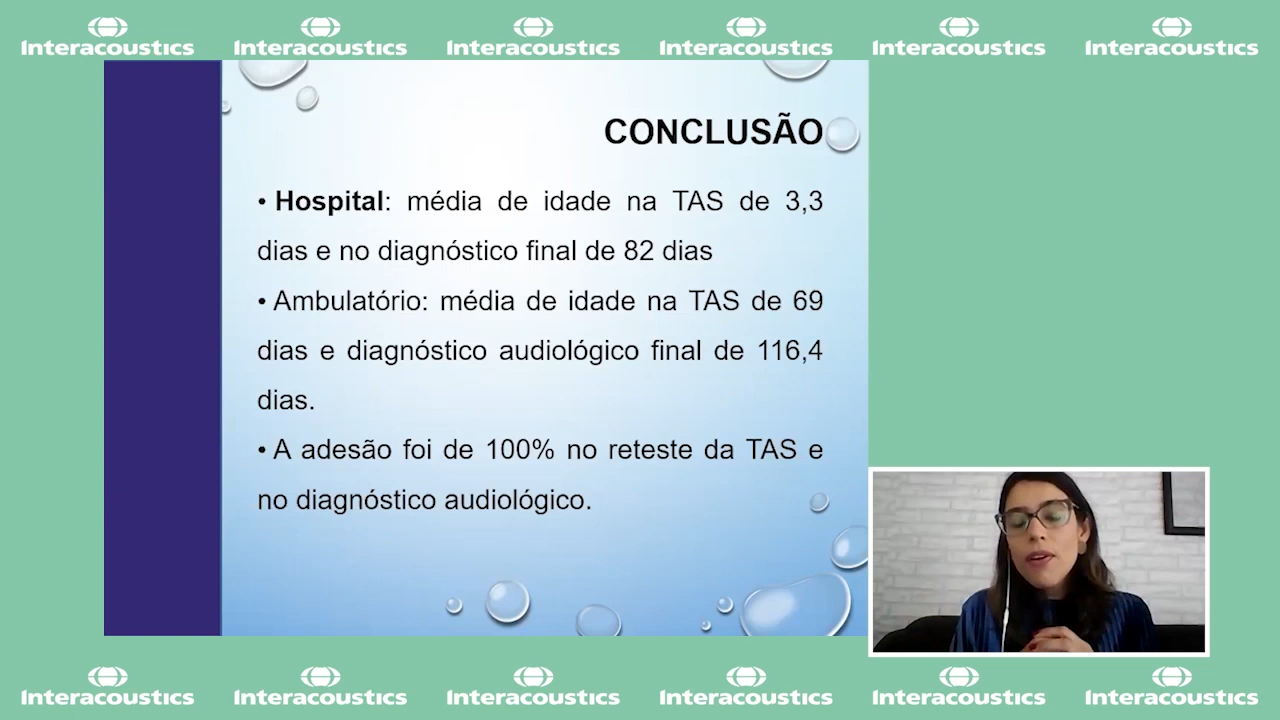 Interacoustics Interacoustics Interacoustics Interacoustics Interacoustics Interacoustics
CONCLUSÃO
• Hospital: média de idade na TAS de 3,3
dias e no diagnóstico final de 82 dias
• Ambulatório: média de idade na TAS de 69
dias e diagnóstico audiológico final de 116,4
dias.
• A adesão foi de 100% no reteste da TAS e
no diagnóstico audiológico.
Interacoustics Interacoustics Interacoustics Interacoustics Interacoustics Interacoustics